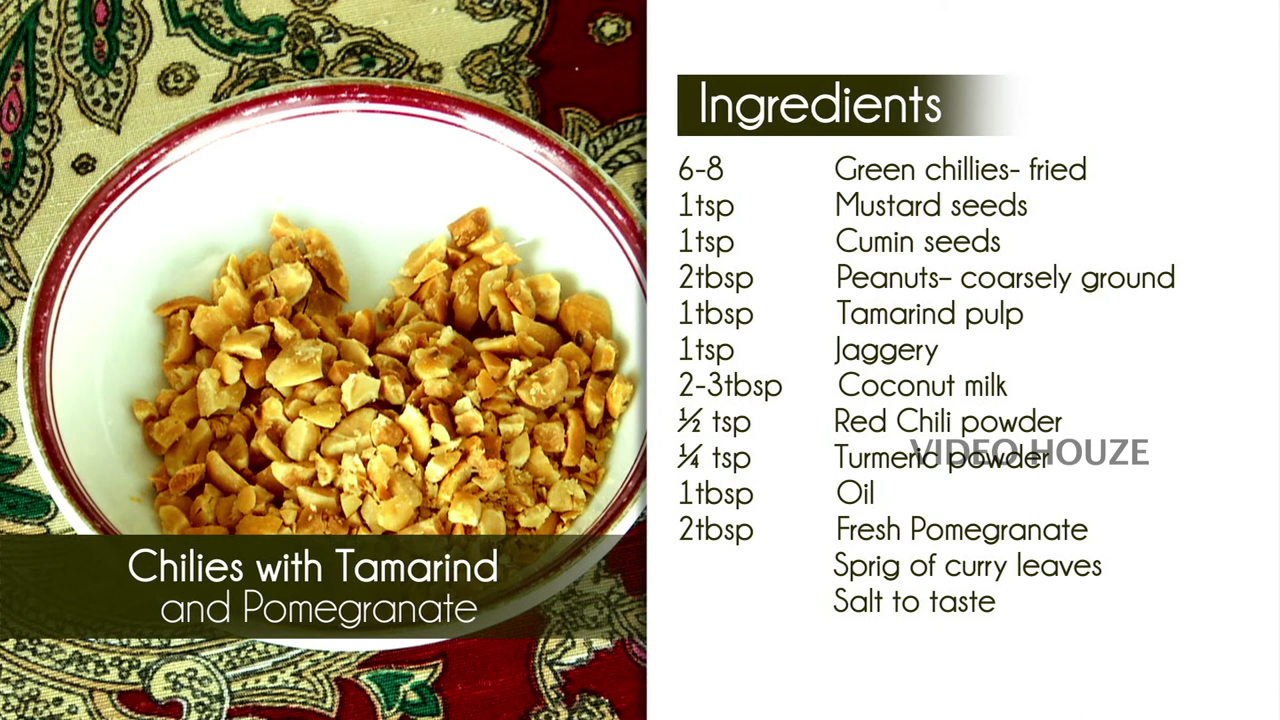 Chilies with Tamarind
and Pomegranate
Ingredients
6-8 Green chillies- fried
1tsp Mustard seeds
1tsp Cumin seeds
2tbsp Peanuts- coarsely ground
1tbsp Tamarind pulp
1tsp Jaggery
2-3tbsp Coconut milk
½ tsp Red Chili powder
VIDEO HOUZE
¼ tsp Turmeric powder
1tbsp Oil
2tbsp Fresh Pomegranate
Sprig of curry leaves
Salt to taste